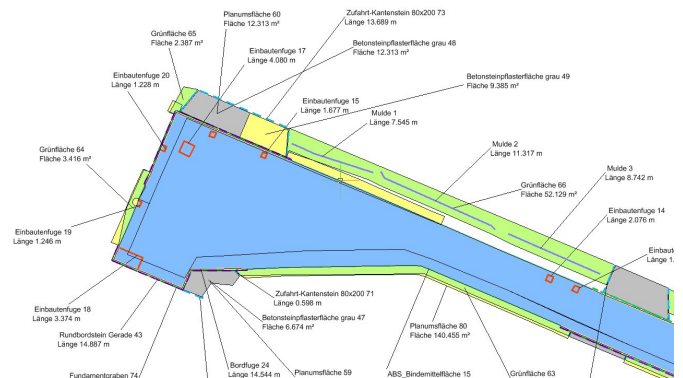 Planumsfläche 60
Fläche 12.313 m²
Zufahrt-Kantenstein 80x200 73
Länge 13.689 m
Grünfläche 65
Fläche 2.387 m²
Einbautenfuge 17
Länge 4.080 m
Betonsteinpflasterfläche grau 48
Fläche 12.313 m²
Einbautenfuge 20
Länge 1.228 m
Betonsteinpflasterfläche grau 49
Fläche 9.385 m²
Einbautenfuge 15
Länge 1.677 m
Mulde 1
Länge 7.545 m
Grünfläche 64
Fläche 3.416 m²
Mulde 2
Länge 11.317 m
Mulde 3
Länge 8.742 m
Grünfläche 66
Fläche 52.129 m²
Einbautenfuge 14
Länge 2.076 m
Einbautenfuge 19
Länge 1.246 m
Einbaute
Länge 1.
Zufahrt-Kantenstein 80x200 71
Länge 0.598 m
Einbautenfuge 18
Länge 3.374 m
Betonsteinpflasterfläche grau 47
Fläche 6.674 m²
Planumsfläche 80
Fläche 140.455 m²
Rundbordstein Gerade 43
Länge 14.887 m
Bordfuge 24
Länge 14.544 m
Fundamentgraben 74
Planumsfläche 59
ABS_Bindemittelfläche 15
Grünfläche 63